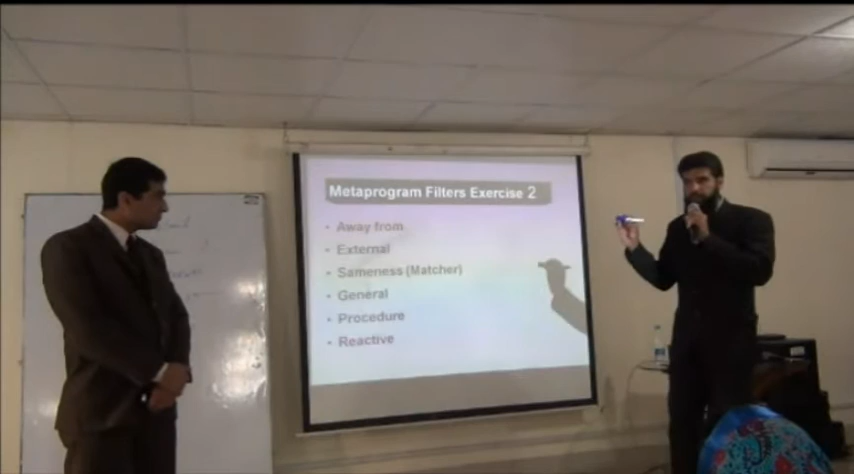 Metaprogram Filters Exercise 2
• Away from
• External
• Sameness (Matcher)
• General
• Procedure
• Reactive